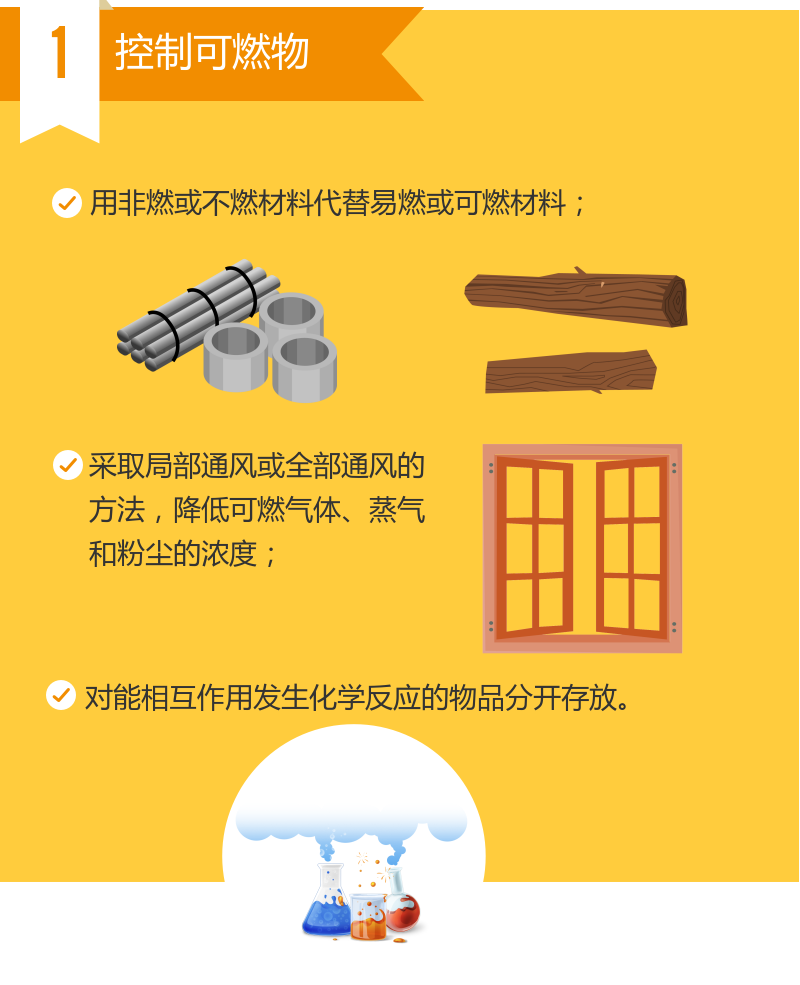 1
控制可燃物
用非燃或不燃材料代替易燃或可燃材料；
采取局部通风或全部通风的
方法，降低可燃气体、蒸气
和粉尘的浓度；
对能相互作用发生化学反应的物品分开存放。